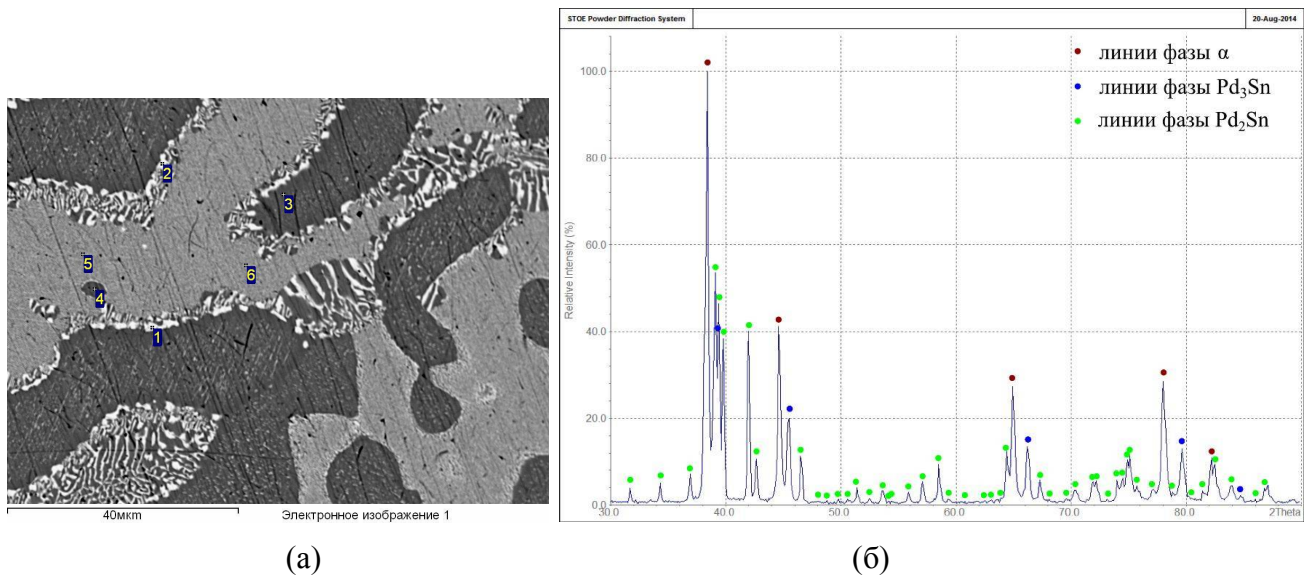 STOE Powder Diffraction System
20-Aug-2014
линии фазы α
линии фазы Pd₃Sn
линии фазы Pd₂Sn
Relative Intensity (%)
100.0
80.0
60.0
40.0
20.0
0.0
30.0 40.0 50.0 60.0 70.0 80.0 2Theta
2
3
5
6
4
1
40мкm Электронное изображение 1
(а) (б)